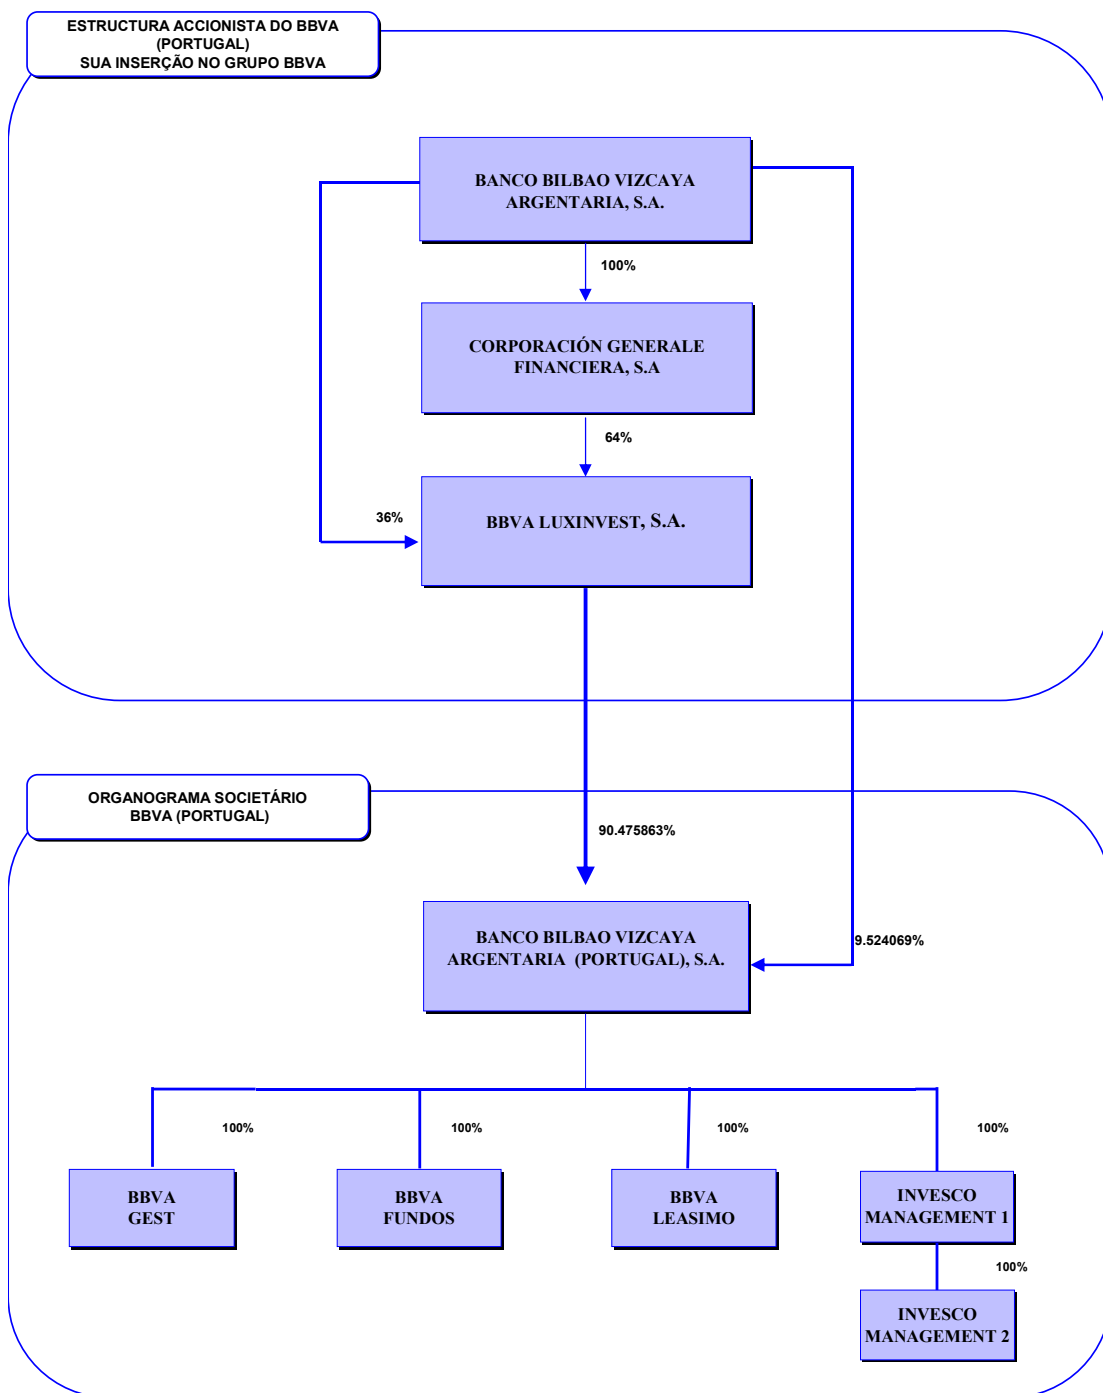 ESTRUCTURA ACCIONISTA DO BBVA
(PORTUGAL)
SUA INSERÇÃO NO GRUPO BBVA
BANCO BILBAO VIZCAYA
ARGENTARIA, S.A.
100%
CORPORACIÓN GENERALE
FINANCIERA, S.A
64%
36%
BBVA LUXINVEST, S.A.
ORGANOGRAMA SOCIETÁRIO
BBVA (PORTUGAL)
90.475863%
BANCO BILBAO VIZCAYA
ARGENTARIA (PORTUGAL), S.A.
9.524069%
100%
100%
100%
100%
BBVA
GEST
BBVA
FUNDOS
BBVA
LEASIMO
INVESCO
MANAGEMENT 1
100%
INVESCO
MANAGEMENT 2